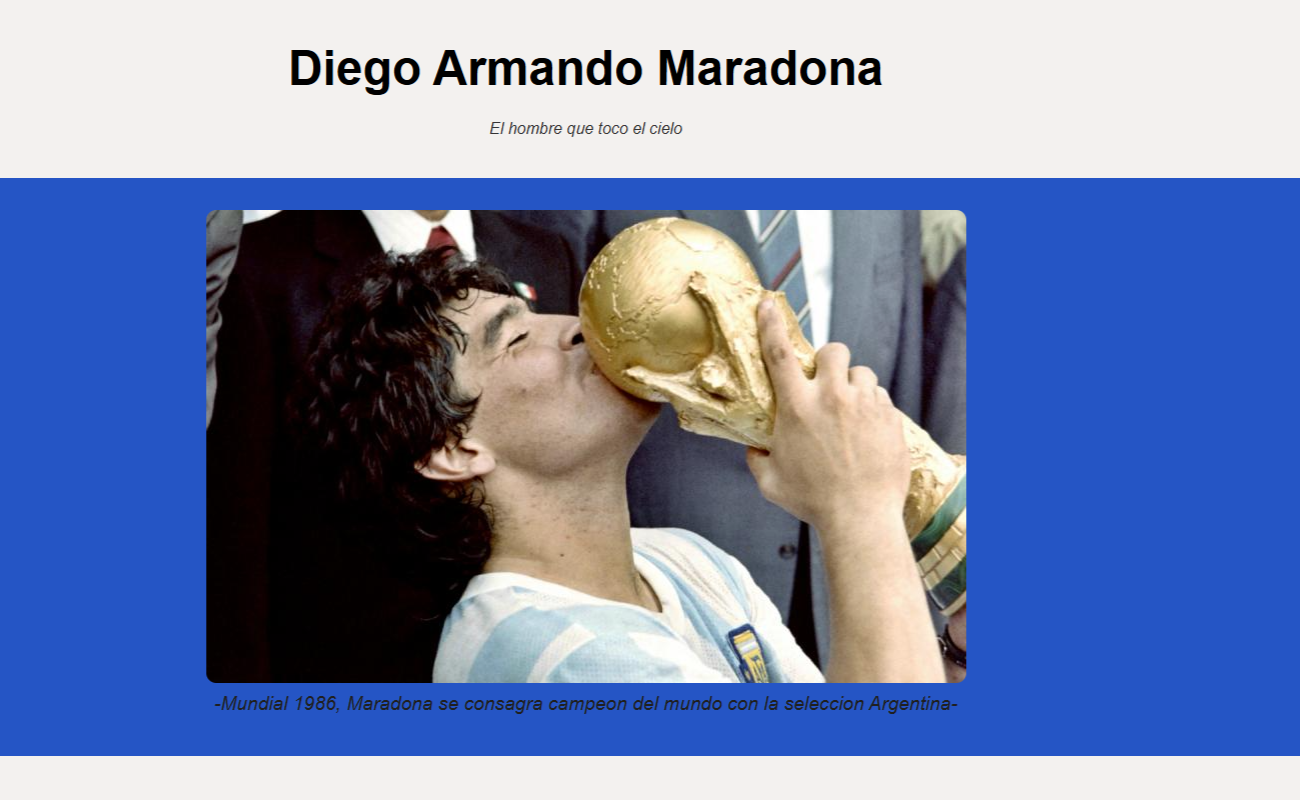 Diego Armando Maradona
El hombre que toco el cielo
-Mundial 1986, Maradona se consagra campeon del mundo con la seleccion Argentina-